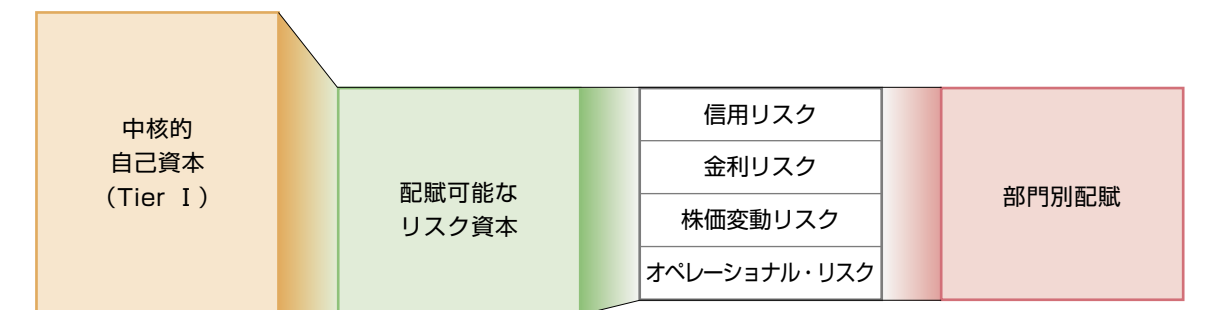 中核的
自己資本
（Tier Ⅰ）
配賦可能な
リスク資本
信用リスク
金利リスク
株価変動リスク
オペレーショナル・リスク
部門別配賦